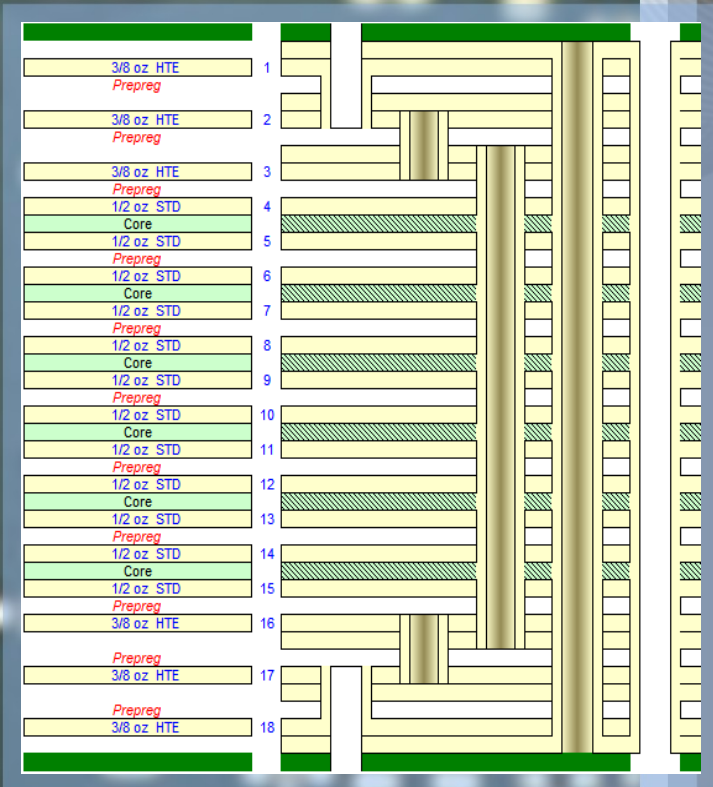 3/8 oz HTE 1
Prepreg
3/8 oz HTE 2
Prepreg
3/8 oz HTE 3
Prepreg
1/2 oz STD 4
Core
1/2 oz STD 5
Prepreg
1/2 oz STD 6
Core
1/2 oz STD 7
Prepreg
1/2 oz STD 8
Core
1/2 oz STD 9
Prepreg
1/2 oz STD 10
Core
1/2 oz STD 11
Prepreg
1/2 oz STD 12
Core
1/2 oz STD 13
Prepreg
1/2 oz STD 14
Core
1/2 oz STD 15
Prepreg
3/8 oz HTE 16
Prepreg
3/8 oz HTE 17
Prepreg
3/8 oz HTE 18